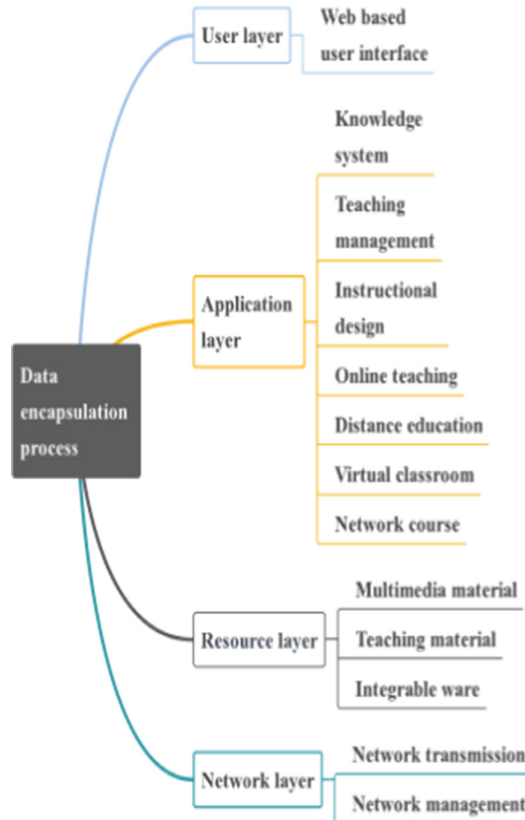 Web based
user interface
User layer
Knowledge
system
Teaching
management
Instructional
design
Application
layer
Online teaching
Distance education
Virtual classroom
Network course
Data
encapsulation
process
Multimedia material
Resource layer
Teaching material
Integrable ware
Network transmission
Network layer
Network management